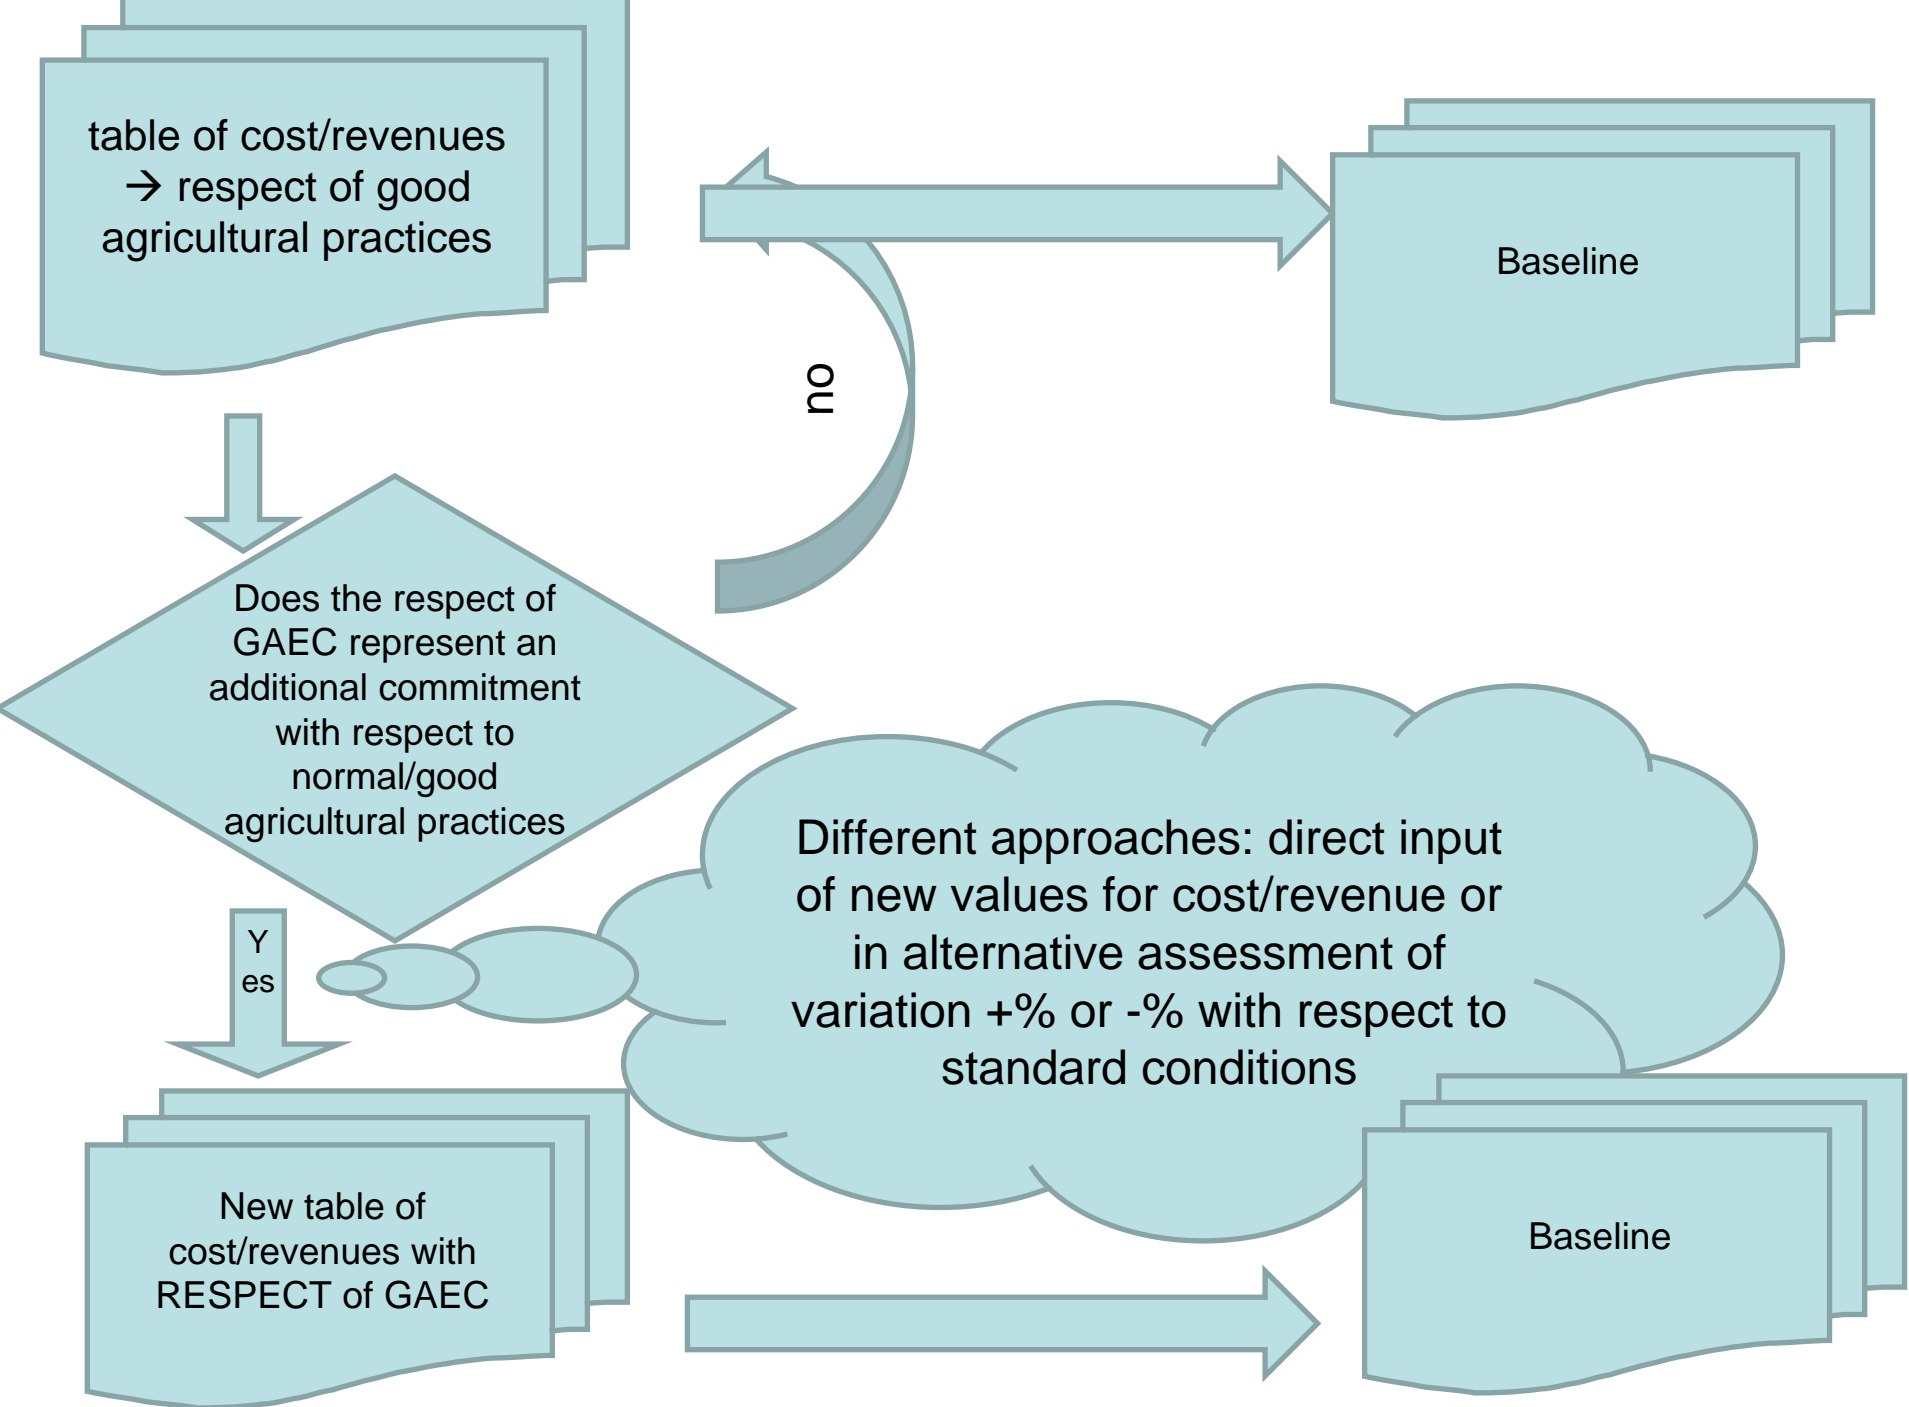 table of cost/revenues
→ respect of good
agricultural practices
Baseline
no
Does the respect of
GAEC represent an
additional commitment
with respect to
normal/good
agricultural practices
Different approaches: direct input
of new values for cost/revenue or
in alternative assessment of
variation +% or -% with respect to
standard conditions
Y
es
New table of
cost/revenues with
RESPECT of GAEC
Baseline